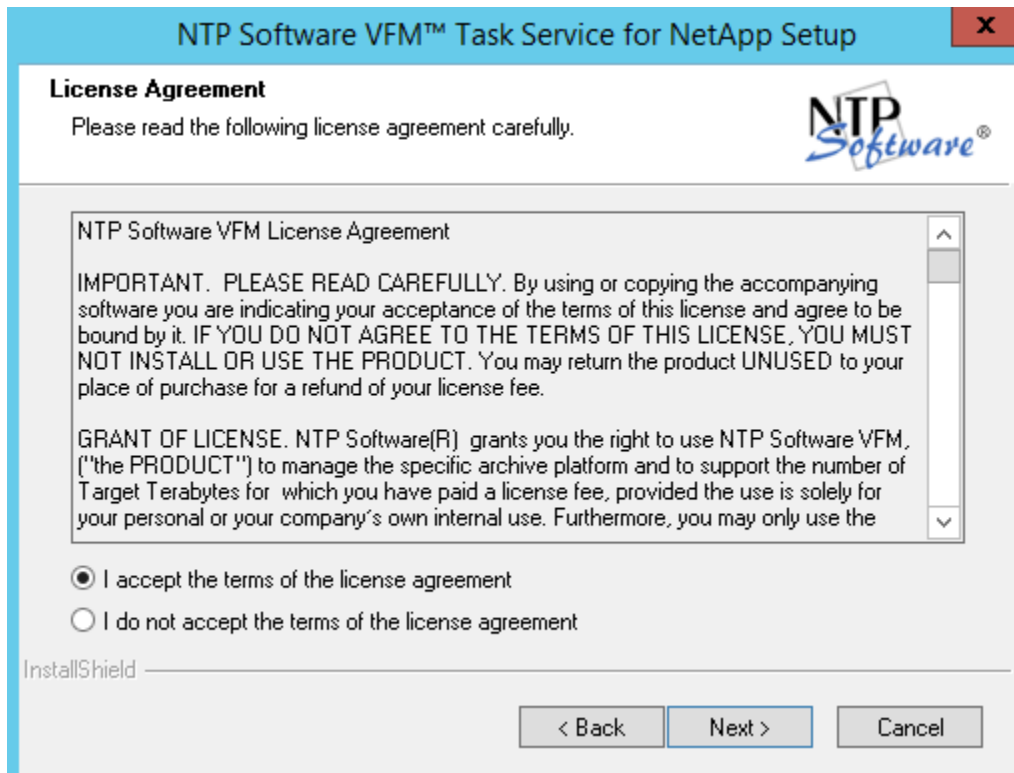 NTP Software VFM™ Task Service for NetApp Setup
x
License Agreement
Please read the following license agreement carefully.
NTP
Software®
NTP Software VFM License Agreement
IMPORTANT.  PLEASE READ CAREFULLY. By using or copying the accompanying
software you are indicating your acceptance of the terms of this license and agree to be
bound by it. IF YOU DO NOT AGREE TO THE TERMS OF THIS LICENSE, YOU MUST
NOT INSTALL OR USE THE PRODUCT. You may return the product UNUSED to your
place of purchase for a refund of your license fee.
GRANT OF LICENSE. NTP Software(R)  grants you the right to use NTP Software VFM,
(''the PRODUCT'') to manage the specific archive platform and to support the number of
Target Terabytes for  which you have paid a license fee, provided the use is solely for
your personal or your company´s own internal use. Furthermore, you may only use the
I accept the terms of the license agreement
I do not accept the terms of the license agreement
InstallShield
< Back
Next >
Cancel